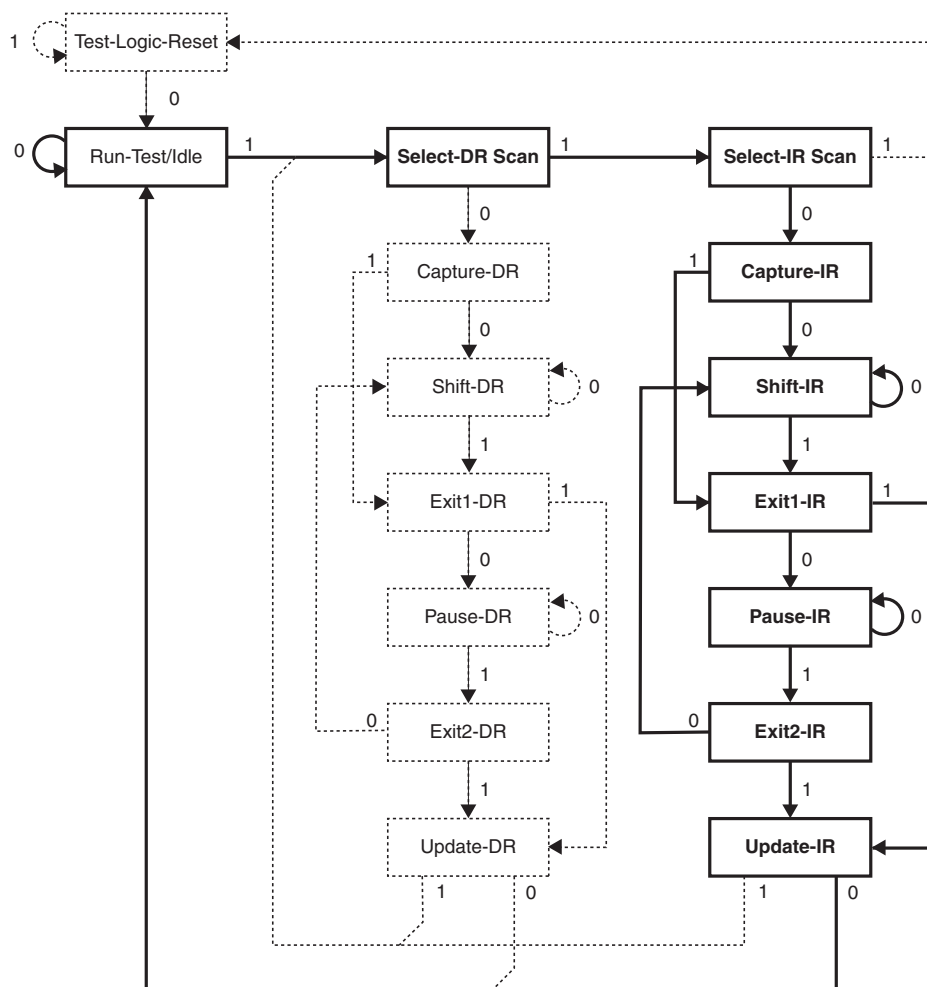 1 Test-Logic-Reset
0
0 Run-Test/Idle 1 Select-DR Scan 1 Select-IR Scan 1
0 0
1 Capture-DR 1 Capture-IR
0 0
Shift-DR 0 Shift-IR 0
1 1
Exit1-DR 1 Exit1-IR 1
0 0
Pause-DR 0 Pause-IR 0
1 1
0 Exit2-DR 0 Exit2-IR
1 1
Update-DR Update-IR
1 0 1 0